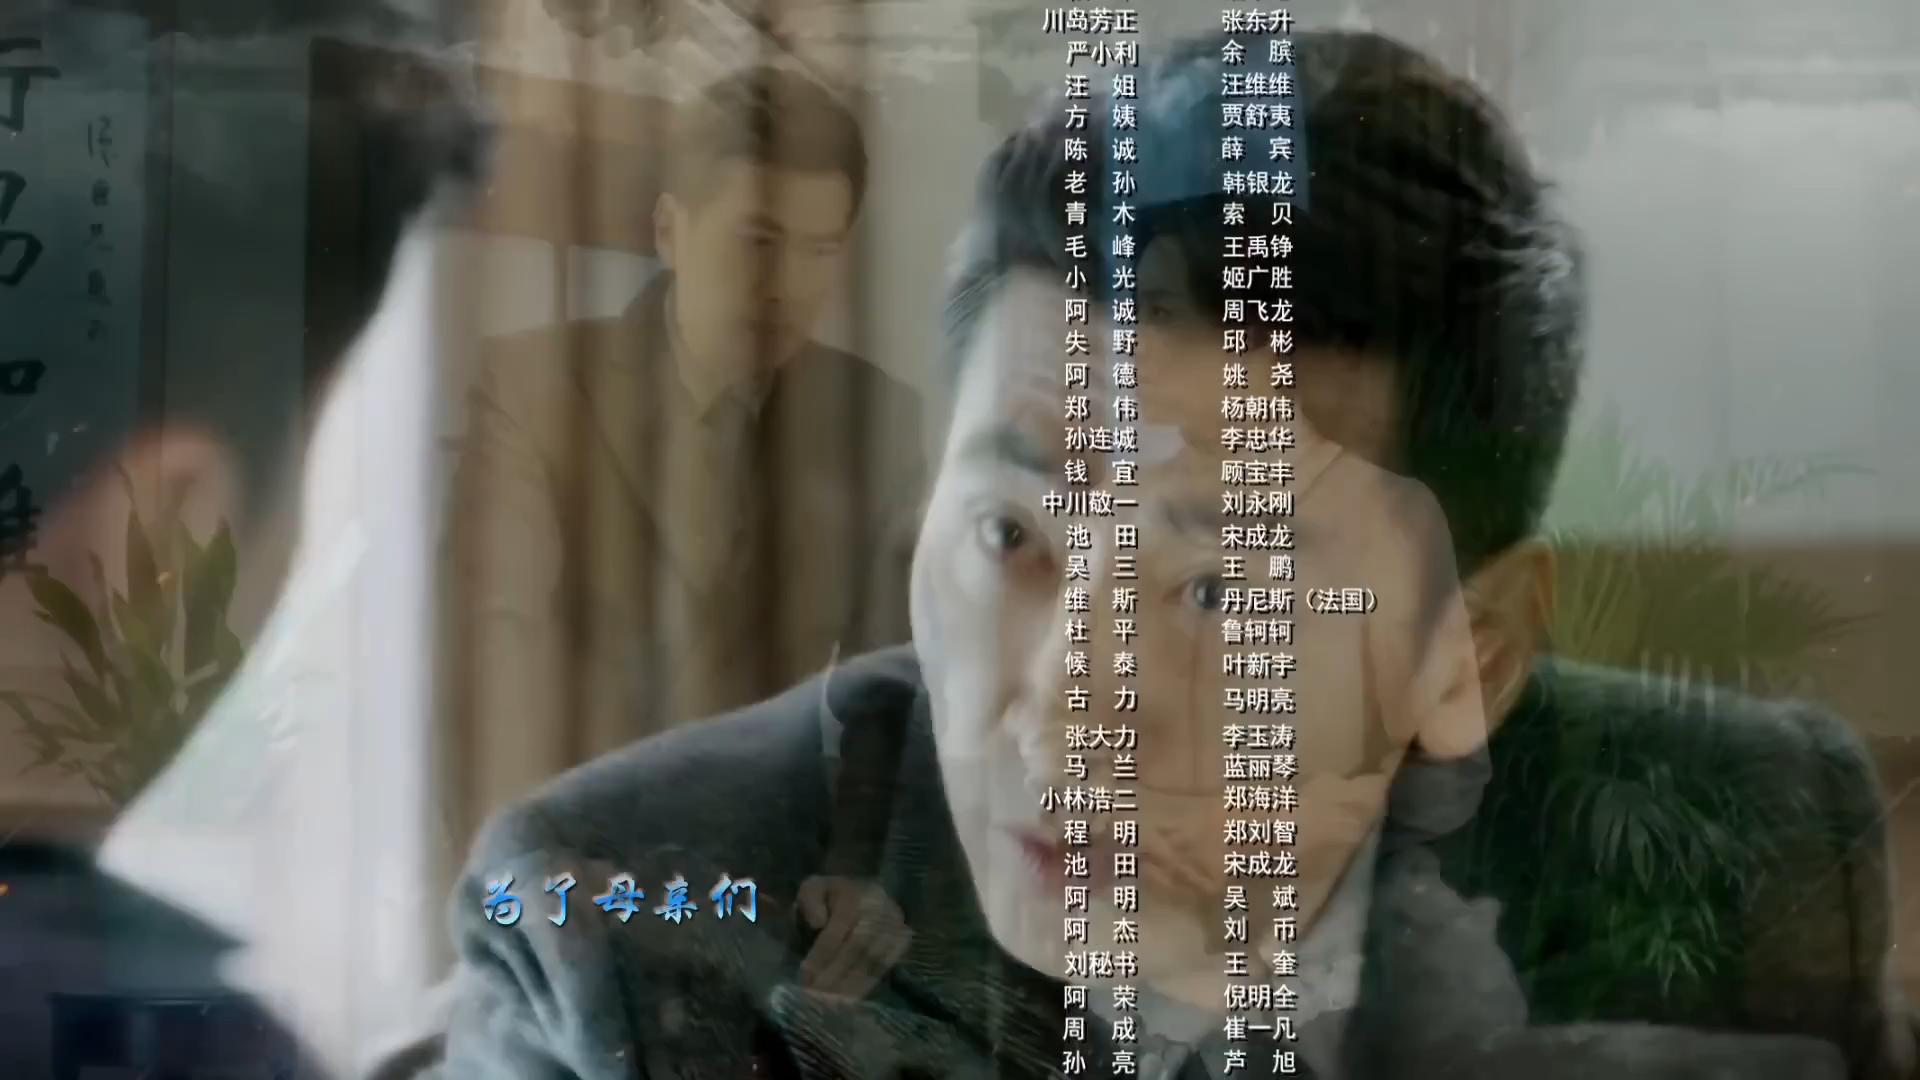 川岛芳正 张东升
严小利 余 膑
汪 姐 汪维维
方 姨 贾舒夷
陈 诚 薛 宾
老 孙 韩银龙
青 木 索 贝
毛 峰 王禹铮
小 光 姬广胜
阿 诚 周飞龙
失 野 邱 彬
阿 德 姚 尧
郑 伟 杨朝伟
孙连城 李忠华
钱 宜 顾宝丰
中川敬一 刘永刚
池 田 宋成龙
吴 三 王 鹏
维 斯 丹尼斯（法国）
杜 平 鲁轲轲
候 泰 叶新宇
古 力 马明亮
张大力 李玉涛
马 兰 蓝丽琴
小林浩二 郑海洋
程 明 郑刘智
池 田 宋成龙
阿 明 吴 斌
阿 杰 刘 币
刘秘书 王 奎
阿 荣 倪明全
周 成 崔一凡
孙 亮 芦 旭
为了母亲们